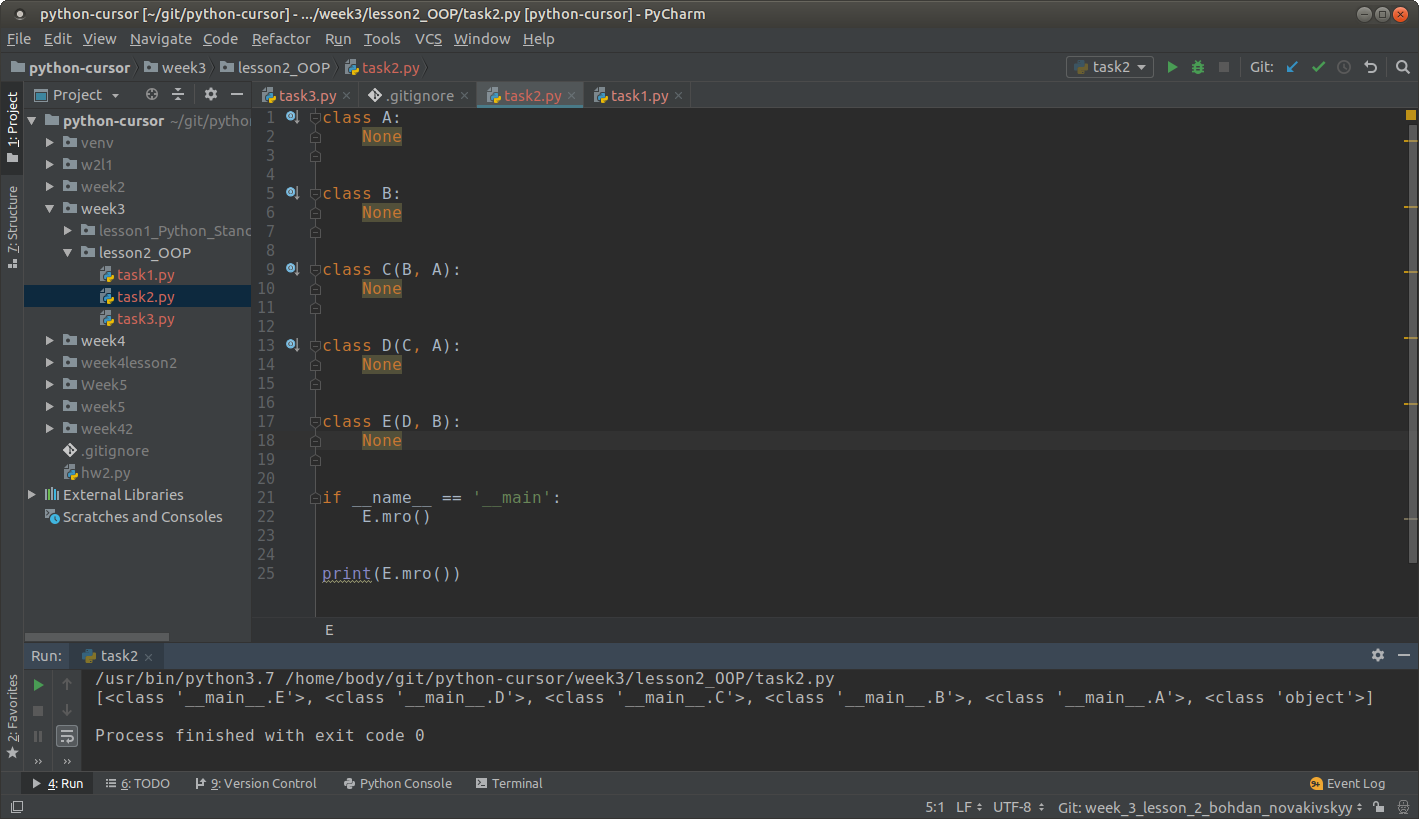 python-cursor [~/git/python-cursor] - .../week3/lesson2_OOP/task2.py [python-cursor] - PyCharm
File Edit View Navigate Code Refactor Run Tools VCS Window Help
python-cursor week3 lesson2_OOP task2.py task2 Git:
1: Project
7: Structure
2: Favorites
Project
python-cursor ~/git/pytho
venv
w2l1
week2
week3
lesson1_Python_Stand
lesson2_OOP
task1.py
task2.py
task3.py
week4
week4lesson2
Week5
week5
week42
.gitignore
hw2.py
External Libraries
Scratches and Consoles
task3.py .gitignore task2.py task1.py
1 class A:
2     None
3
4
5 class B:
6     None
7
8
9 class C(B, A):
10     None
11
12
13 class D(C, A):
14     None
15
16
17 class E(D, B):
18     None
19
20
21 if __name__ == '__main':
22     E.mro()
23
24
25 print(E.mro())
E
Run: task2
/usr/bin/python3.7 /home/body/git/python-cursor/week3/lesson2_OOP/task2.py
[<class '__main__.E'>, <class '__main__.D'>, <class '__main__.C'>, <class '__main__.B'>, <class '__main__.A'>, <class 'object'>]
Process finished with exit code 0
4: Run 6: TODO 9: Version Control Python Console Terminal 9+ Event Log
5:1 LF UTF-8 Git: week_3_lesson_2_bohdan_novakivskyy